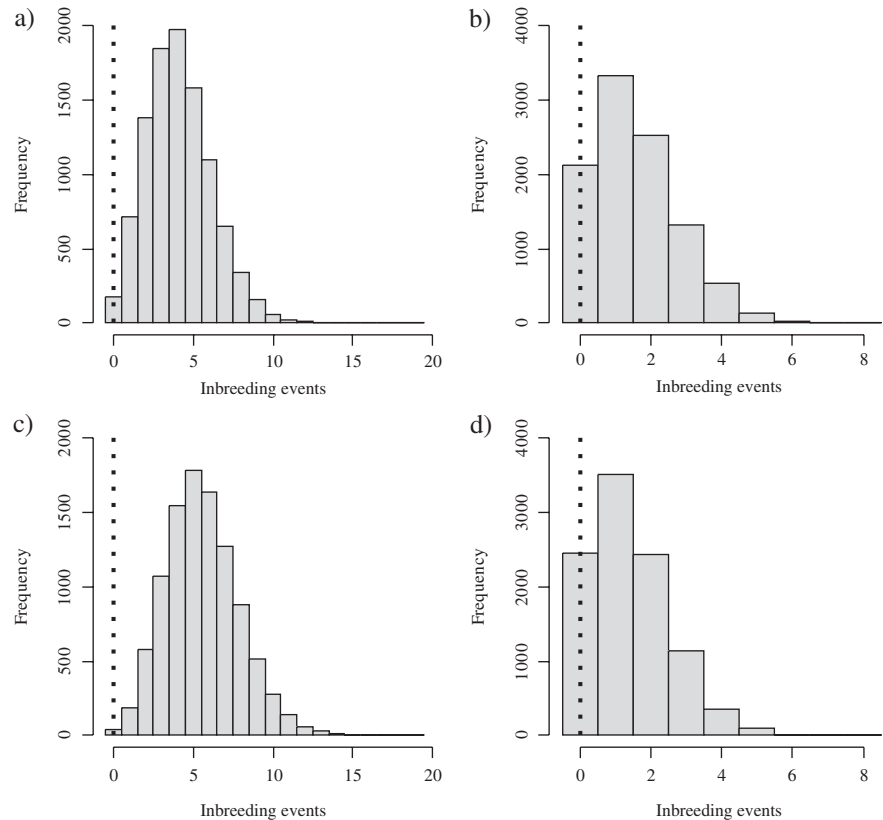 a)
Frequency
0 500 1000 1500 2000
0 5 10 15 20
Inbreeding events
b)
Frequency
0 1000 2000 3000 4000
0 2 4 6 8
Inbreeding events
c)
Frequency
0 500 1000 1500 2000
0 5 10 15 20
Inbreeding events
d)
Frequency
0 1000 2000 3000 4000
0 2 4 6 8
Inbreeding events